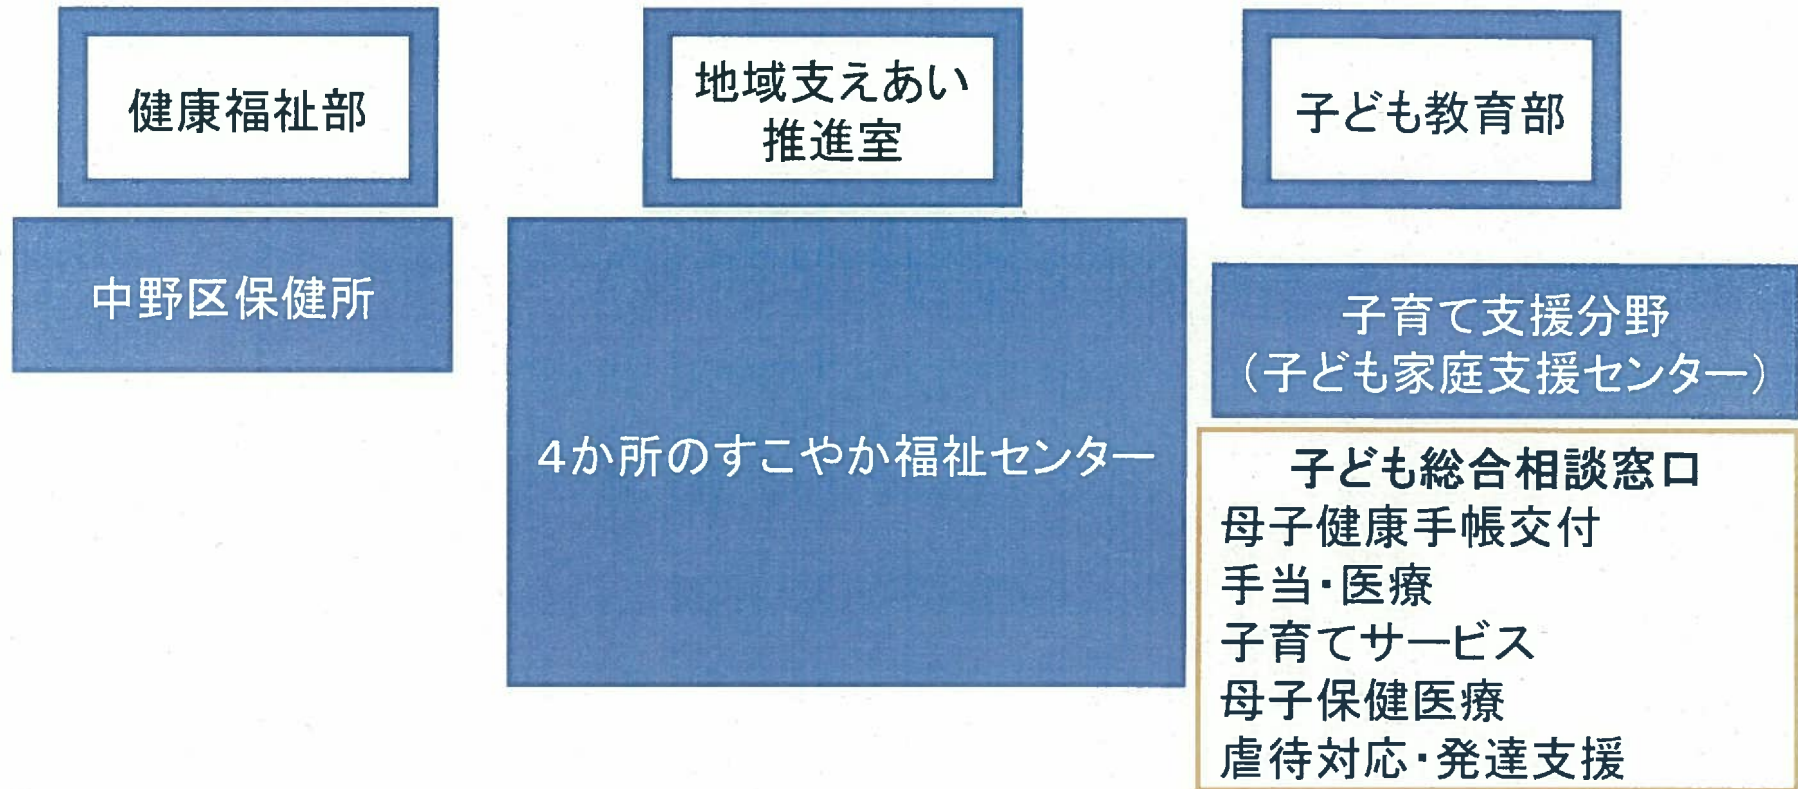 健康福祉部
地域支えあい
推進室
子ども教育部
中野区保健所
4か所のすこやか福祉センター
子育て支援分野
(子ども家庭支援センター)
子ども総合相談窓口
母子健康手帳交付
手当・医療
子育てサービス
母子保健医療
虐待対応・発達支援